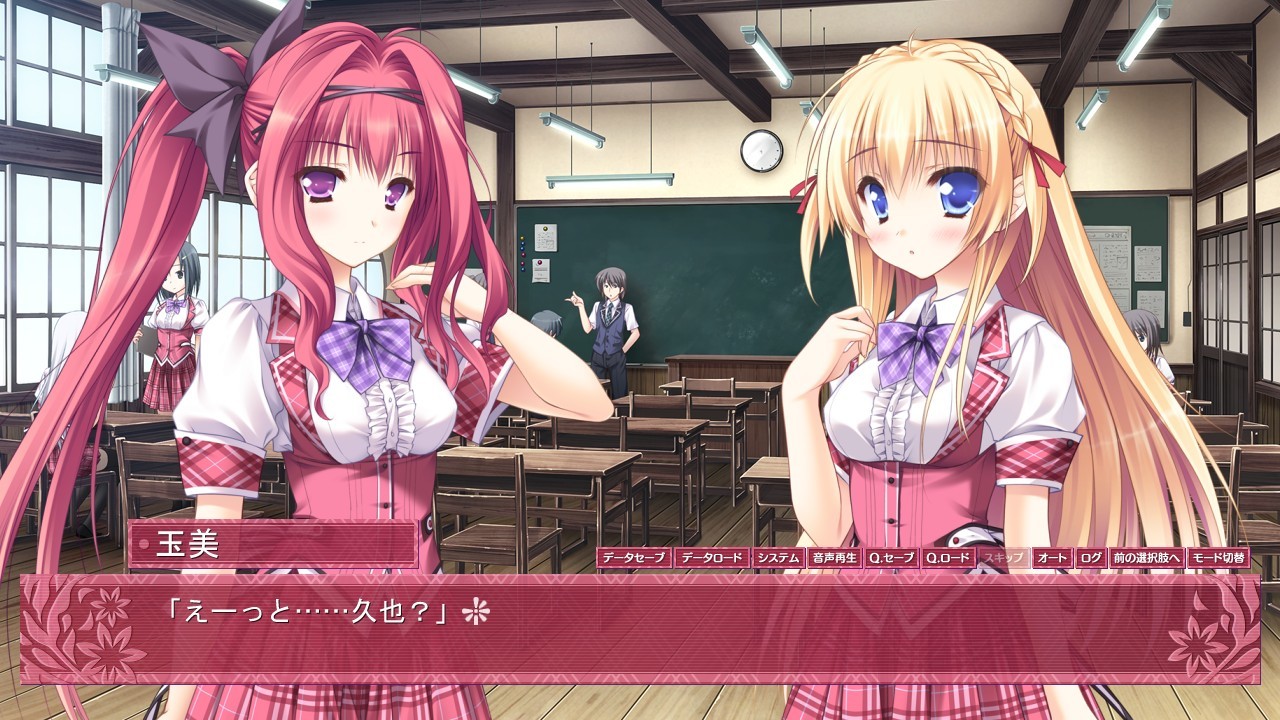 玉美
データセーブ データロード システム 音声再生 Q.セーブ Q.ロード スキップ オート ログ 前の選択肢へ モード切替
「えーっと……久也？」